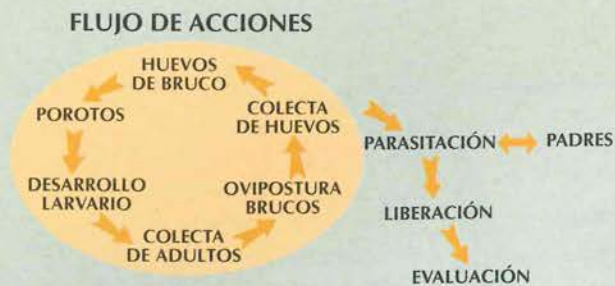 FLUJO DE ACCIONES
HUEVOS
DE BRUCO
POROTOS
COLECTA
DE HUEVOS
PARASITACIÓN
PADRES
DESARROLLO
LARVARIO
OVIPOSTURA
BRUCOS
LIBERACIÓN
COLECTA
DE ADULTOS
EVALUACIÓN